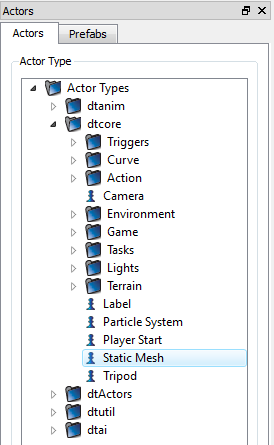 Actors
Actors Prefabs
Actor Type
Actor Types
dtanim
dtcore
Triggers
Curve
Action
Camera
Environment
Game
Tasks
Lights
Terrain
Label
Particle System
Player Start
Static Mesh
Tripod
dtActors
dtutil
dtai